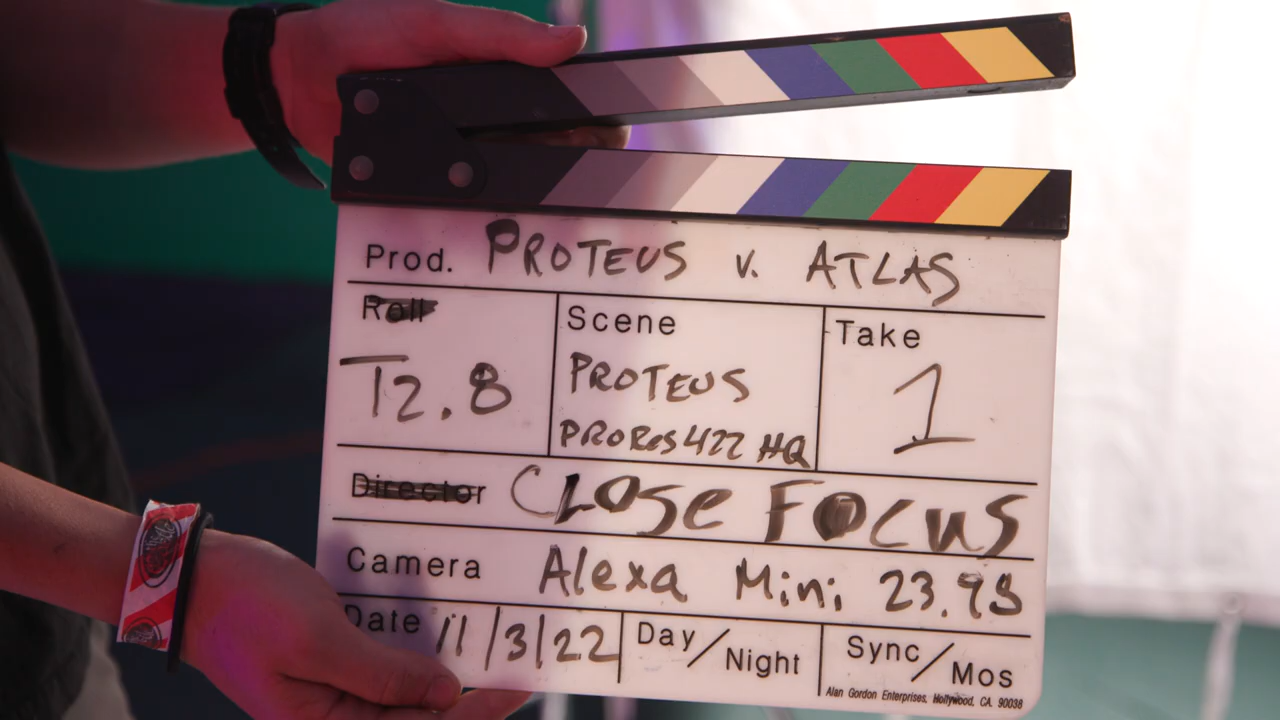 Prod. PROTEUS v. ATLAS
Roll Scene Take
T2.8 PROTEUS 1
PRORES422 HQ
Director CLOSE FOCUS
Camera Alexa Mini 23.98
Date 11/3/22 Day/Night Sync/Mos
Alan Gordon Enterprises, Hollywood, CA. 90038